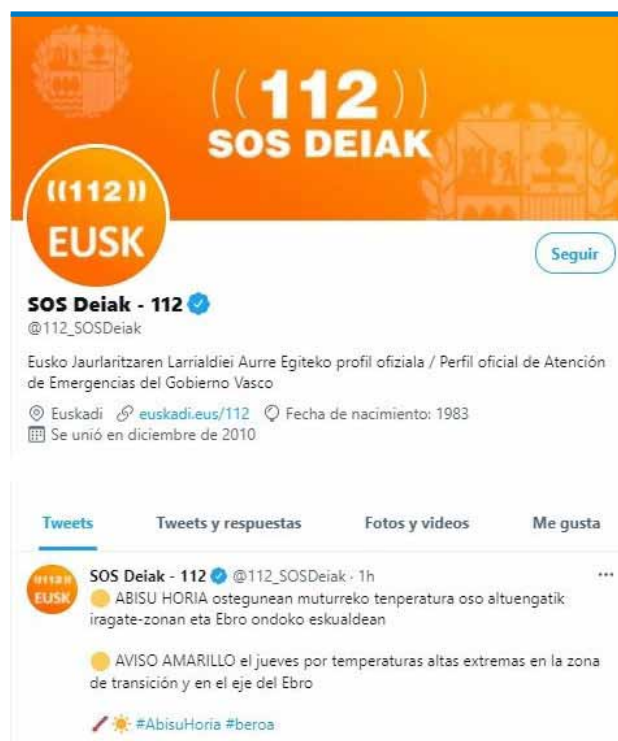 ((112))
SOS DEIAK
((112))
EUSK
Seguir
SOS Deiak - 112
@112_SOSDeiak
Eusko Jaurlaritzaren Larrialdiei Aurre Egiteko profil ofiziala / Perfil oficial de Atención
de Emergencias del Gobierno Vasco
Euskadi euskadi.eus/112 Fecha de nacimiento: 1983
Se unió en diciembre de 2010
Tweets Tweets y respuestas Fotos y videos Me gusta
((112))
EUSK
SOS Deiak - 112 @112_SOSDeiak · 1h ...
ABISU HORIA ostegunean muturreko tenperatura oso altuengatik
iragate-zonan eta Ebro ondoko eskualdean
AVISO AMARILLO el jueves por temperaturas altas extremas en la zona
de transición y en el eje del Ebro
#AbisuHoria #beroa